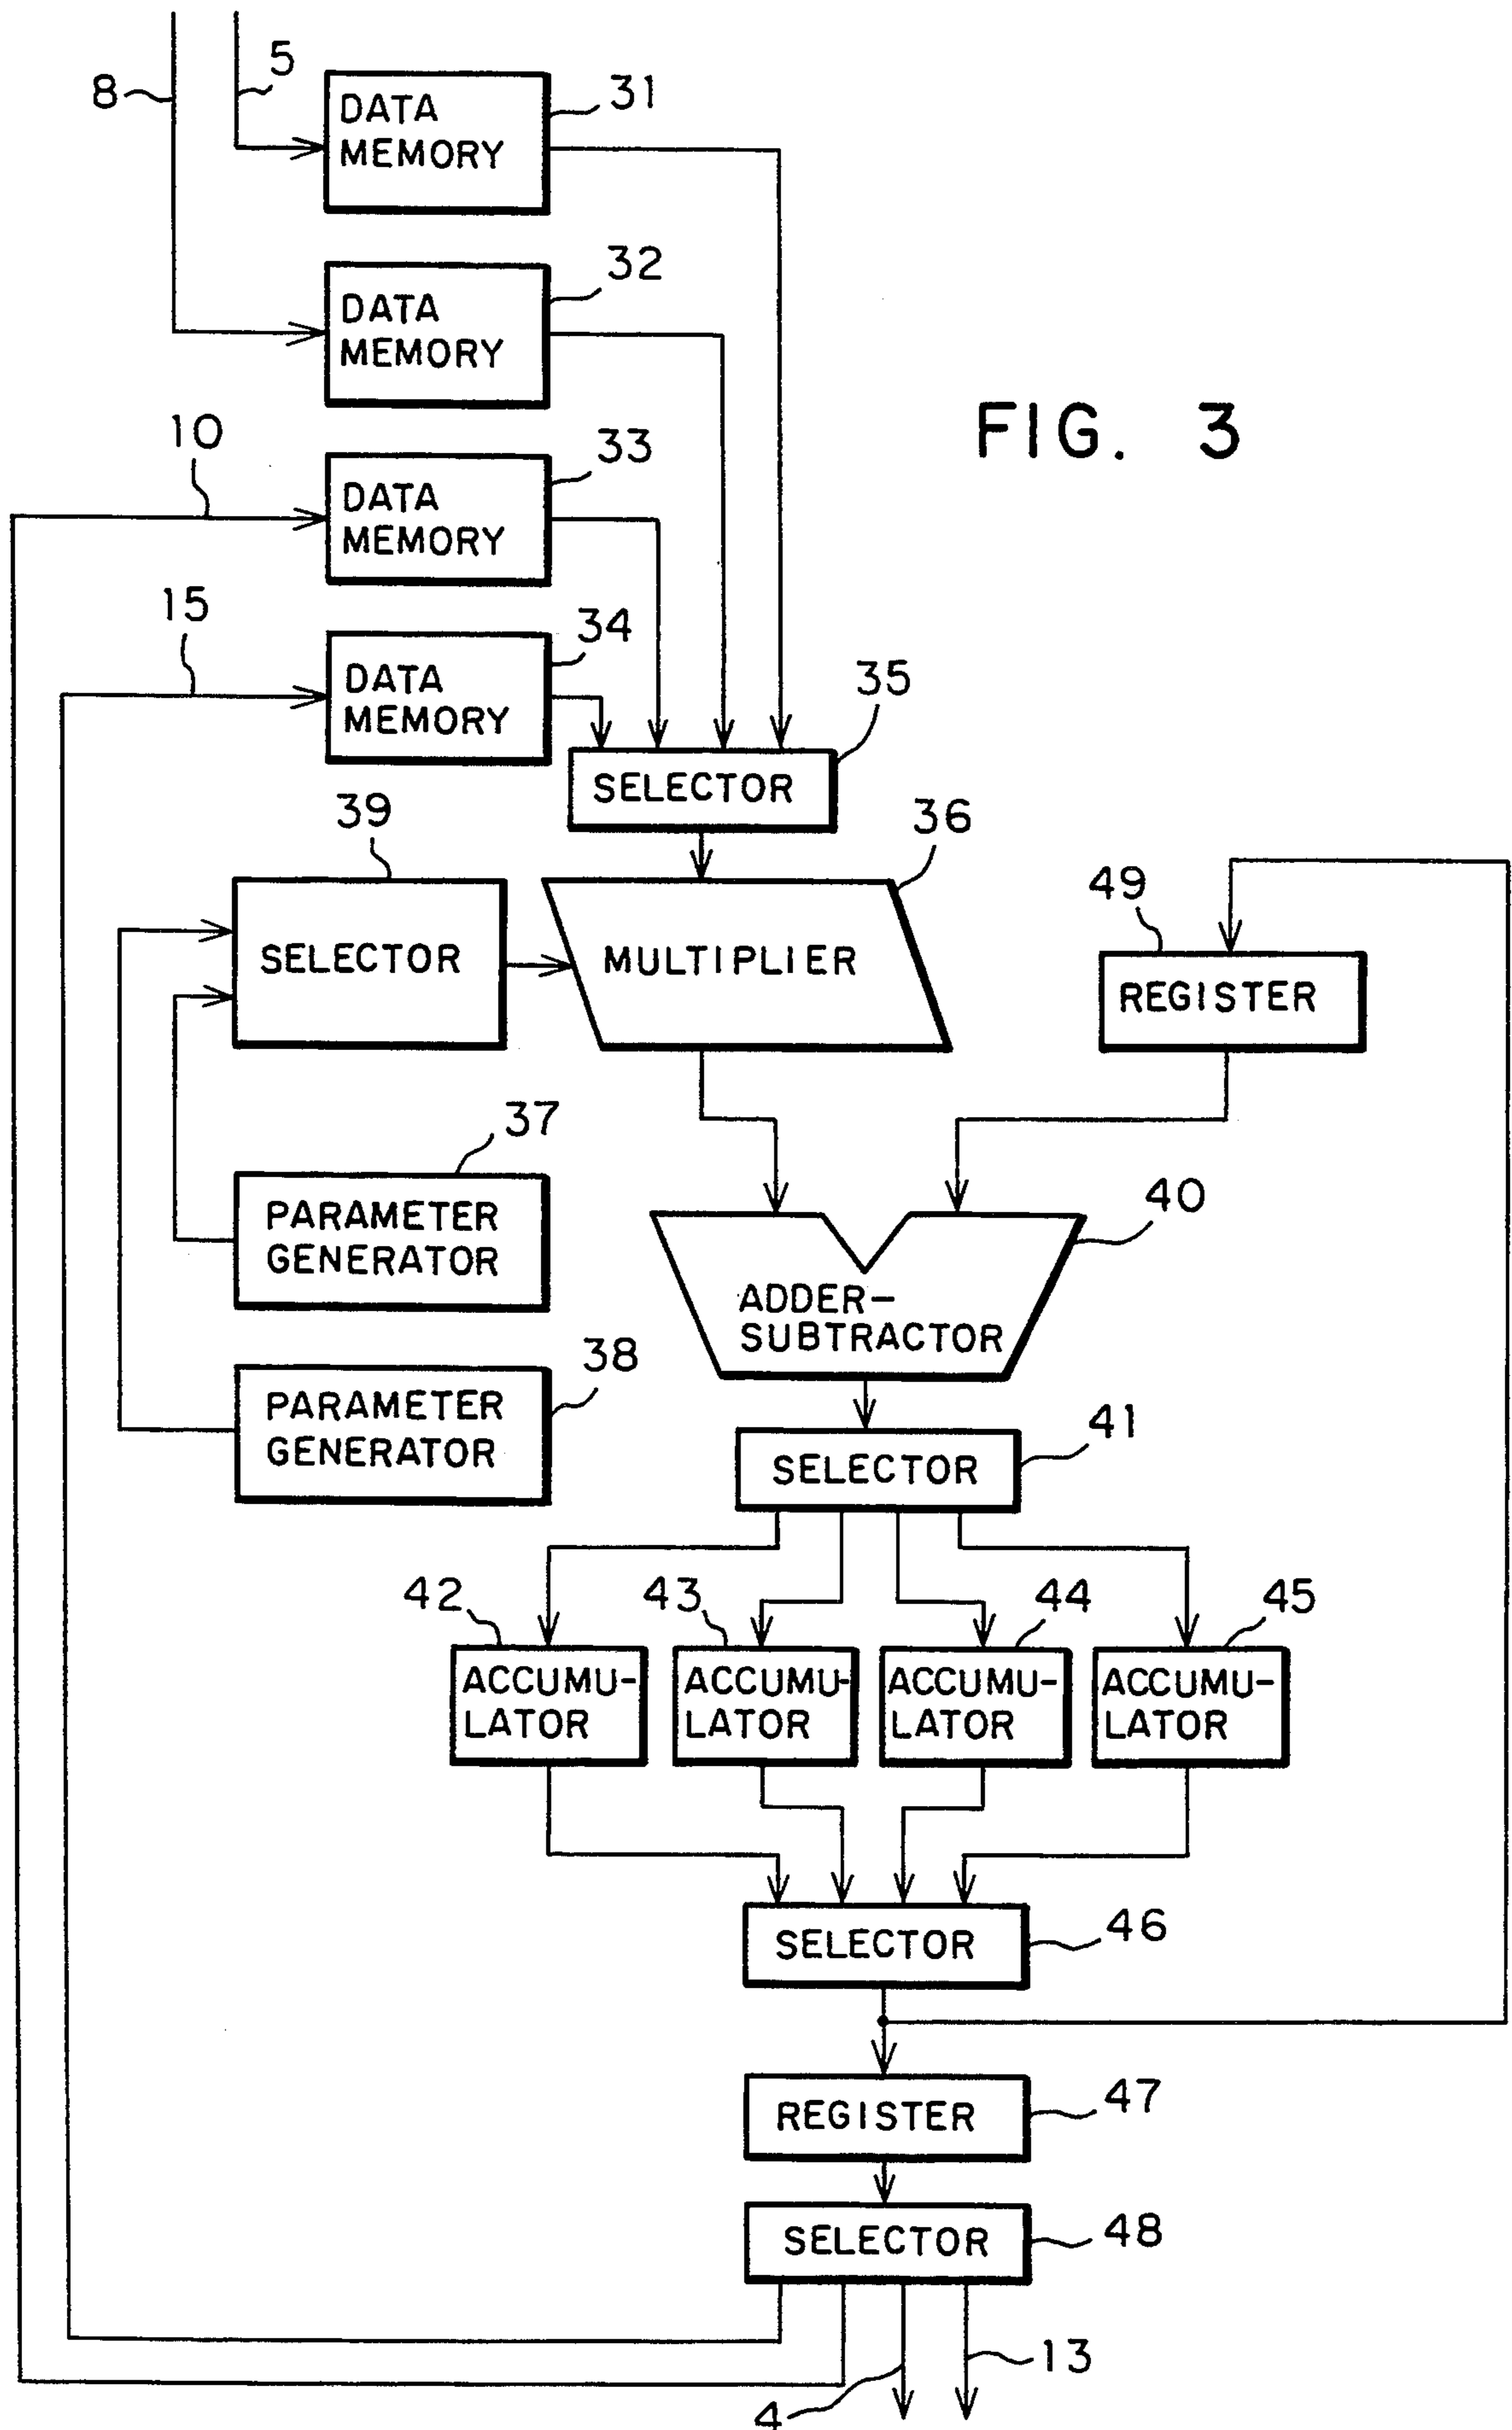 5
8
31
DATA
MEMORY
32
DATA
MEMORY
FIG. 3
10
33
DATA
MEMORY
15
34
DATA
MEMORY
35
SELECTOR
39
36
SELECTOR
MULTIPLIER
49
REGISTER
37
PARAMETER
GENERATOR
40
ADDER-
SUBTRACTOR
38
PARAMETER
GENERATOR
41
SELECTOR
42
43
44
45
ACCUMU-
LATOR
ACCUMU-
LATOR
ACCUMU-
LATOR
ACCUMU-
LATOR
SELECTOR
46
REGISTER
47
SELECTOR
48
13
4